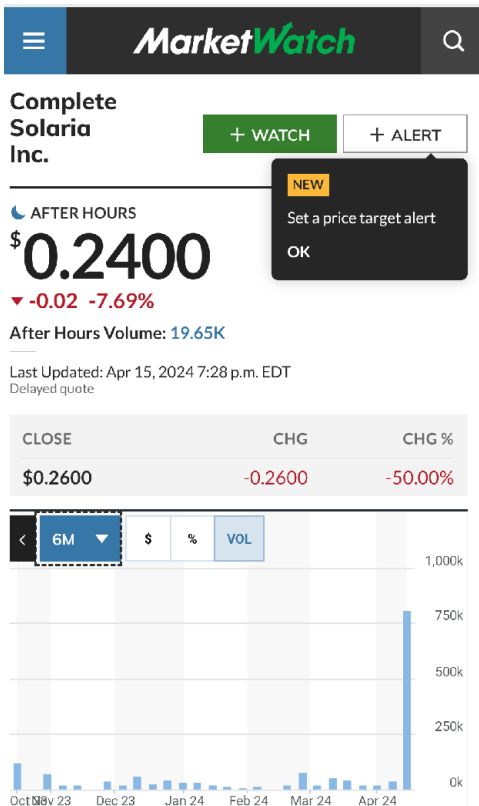 MarketWatch
Complete
Solaria
Inc.
+ WATCH
+ ALERT
NEW
Set a price target alert
OK
AFTER HOURS
$0.2400
-0.02 -7.69%
After Hours Volume: 19.65K
Last Updated: Apr 15, 2024 7:28 p.m. EDT
Delayed quote
CLOSE CHG CHG %
$0.2600 -0.2600 -50.00%
6M $ % VOL
1,000k
750k
500k
250k
0k
Oct Nov 23 Dec 23 Jan 24 Feb 24 Mar 24 Apr 24